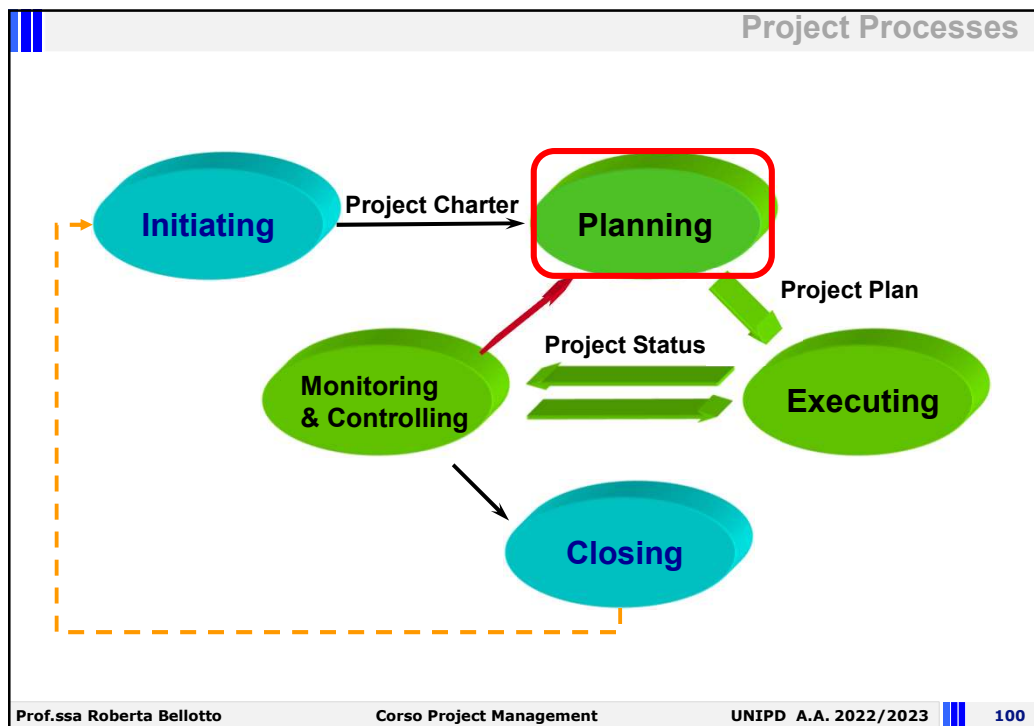 Project Processes
Initiating
Project Charter
Planning
Project Plan
Project Status
Monitoring
& Controlling
Executing
Closing
Prof.ssa Roberta Bellotto Corso Project Management UNIPD A.A. 2022/2023 100